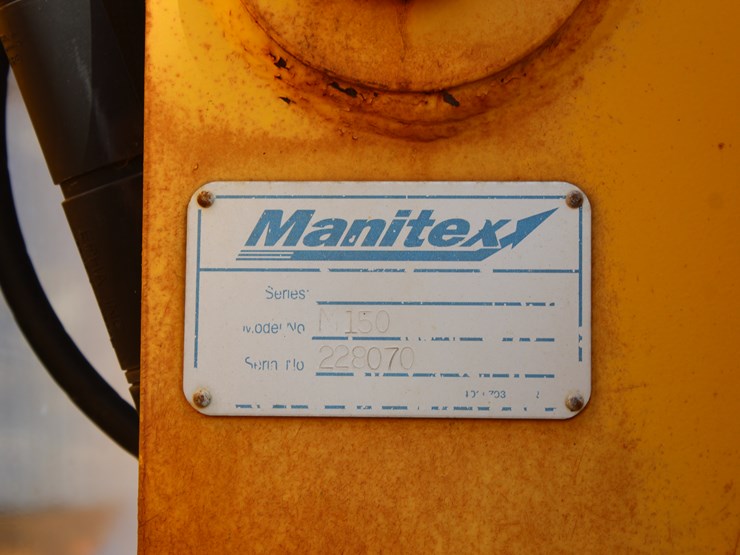 Manitex
Series
Model No M150
Serial No 228070